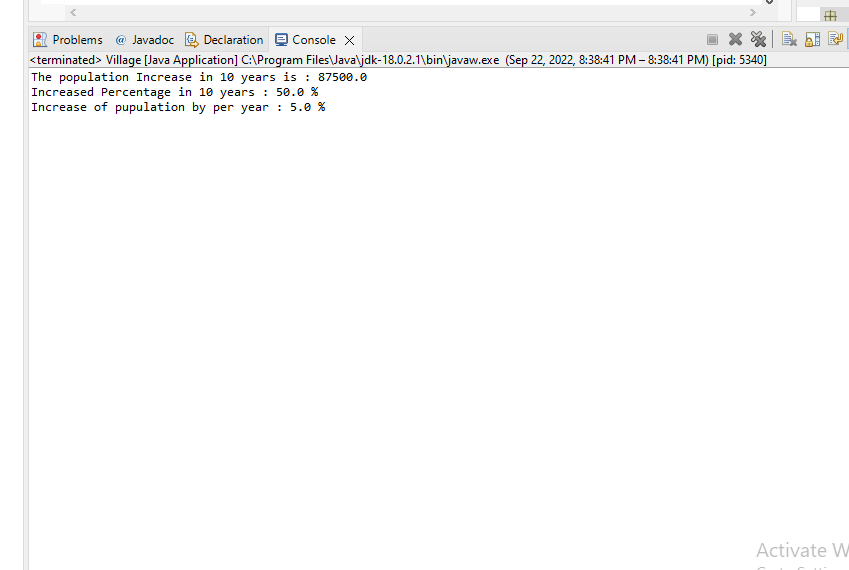 Problems @ Javadoc Declaration Console
<terminated> Village [Java Application] C:\Program Files\Java\jdk-18.0.2.1\bin\javaw.exe (Sep 22, 2022, 8:38:41 PM – 8:38:41 PM) [pid: 5340]
The population Increase in 10 years is : 87500.0
Increased Percentage in 10 years : 50.0 %
Increase of pupulation by per year : 5.0 %
Activate W